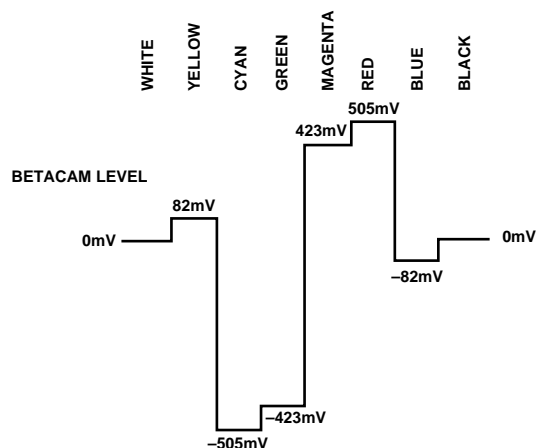 WHITE
YELLOW
CYAN
GREEN
MAGENTA
RED
BLUE
BLACK
505mV
423mV
BETACAM LEVEL
82mV
0mV
0mV
–82mV
–423mV
–505mV